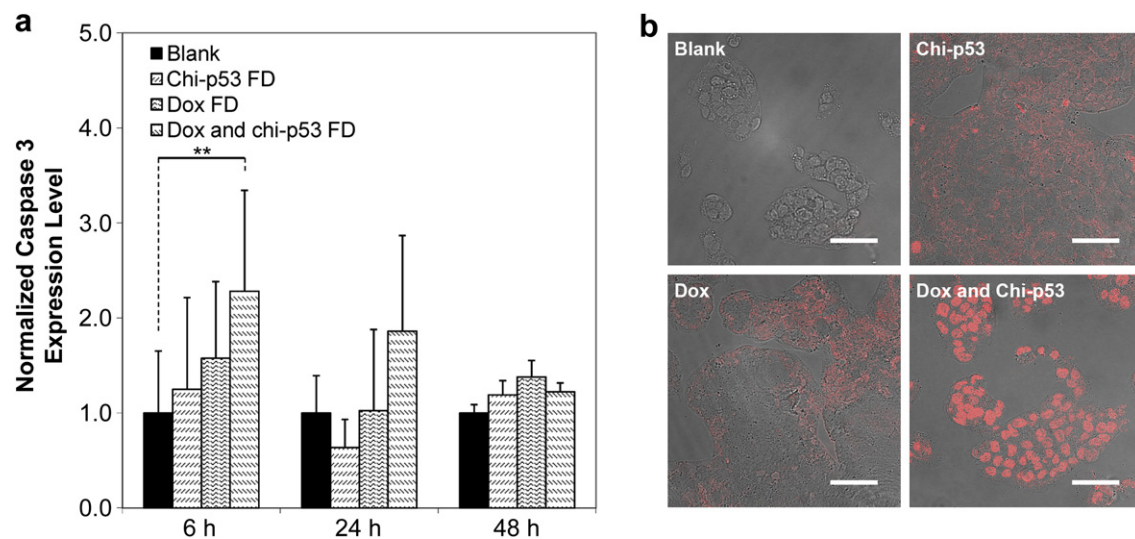 a
Normalized Caspase 3
Expression Level
5.0
4.0
3.0
2.0
1.0
0.0
Blank
Chi-p53 FD
Dox FD
Dox and chi-p53 FD
**
6 h
24 h
48 h
b
Blank
Chi-p53
Dox
Dox and Chi-p53